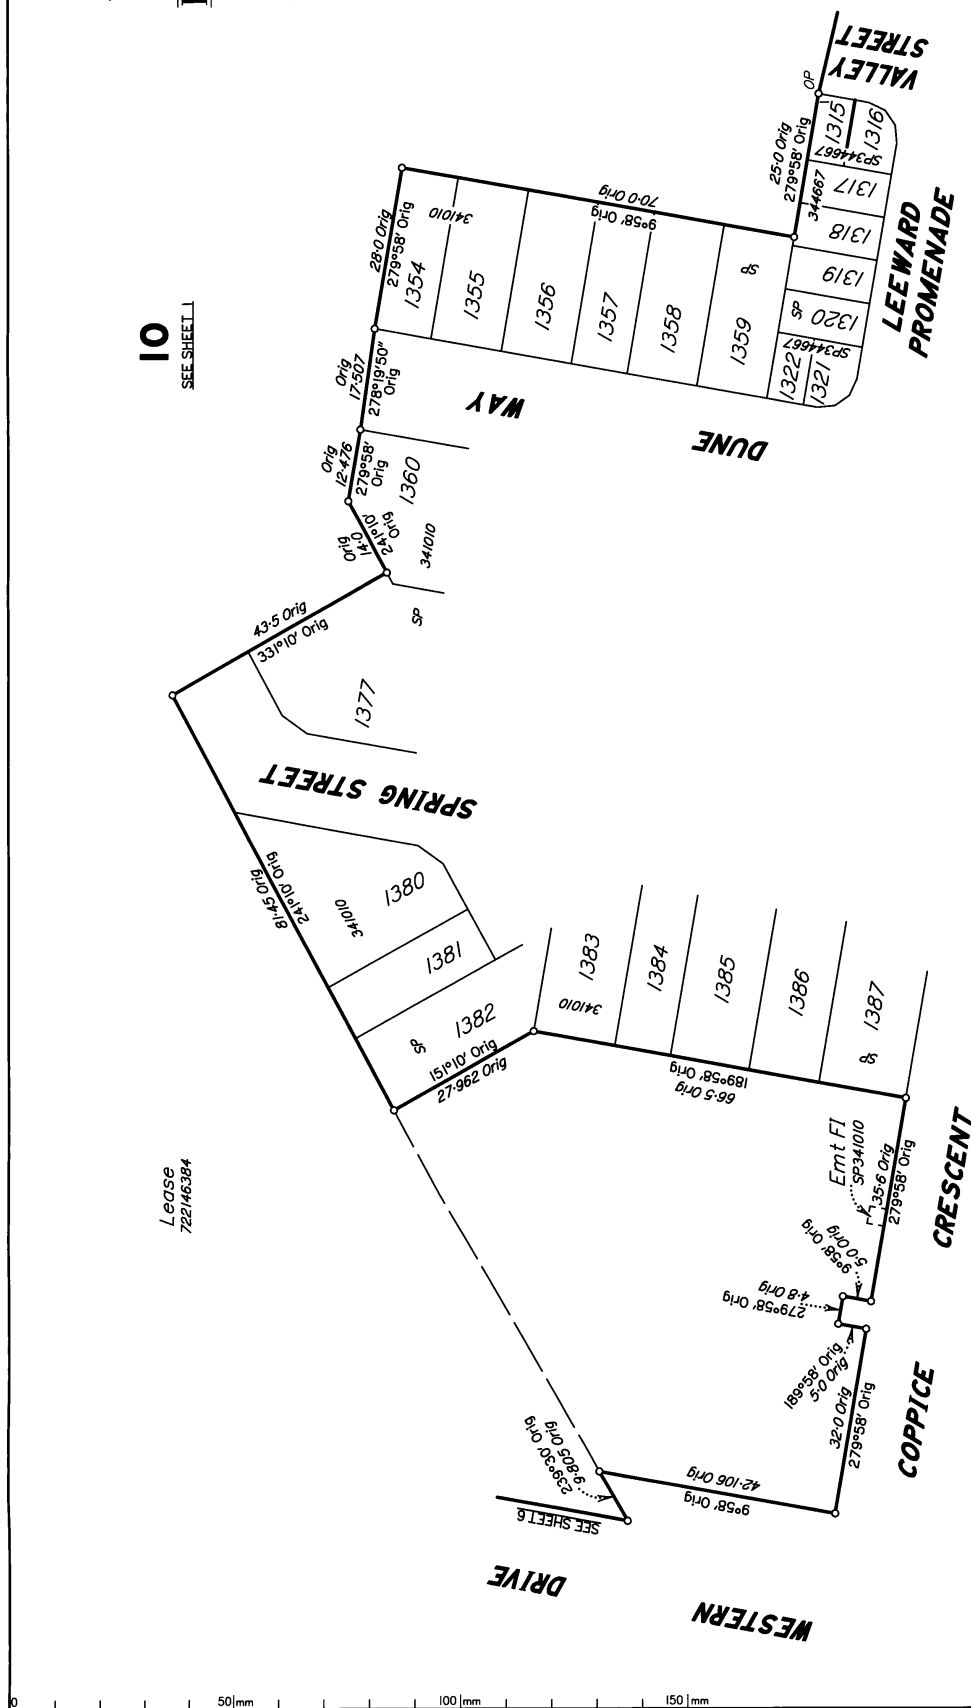 10
SEE SHEET 1
VALLEY
STREET
OP
25·0 Orig
279°58' Orig
1315
1316
SP344667
344667
1317
1318
1319
SP
1320
SP344667
1321
1322
LEEWARD
PROMENADE
70·0 Orig
9°58' Orig
28·0 Orig
279°58' Orig
341010
1354
1355
1356
1357
1358
1359
SP
Orig
17·507
278°19'50"
Orig
WAY
DUNE
Orig
12·476
279°58'
Orig
1360
341010
Orig
14·0
241°10'
Orig
SP
43·5 Orig
331°10' Orig
1377
SPRING STREET
81·45 Orig
241°10' Orig
341010
1380
1381
1382
SP
151°10' Orig
27·962 Orig
1383
341010
1384
1385
1386
1387
SP
189°58' Orig
66·5 Orig
Lease
722146384
Emt FI
SP341010
35·6 Orig
279°58' Orig
9°58' Orig
5·0 Orig
279°58' Orig
4·8 Orig
189°58' Orig
5·0 Orig
32·0 Orig
279°58' Orig
CRESCENT
COPPICE
42·106 Orig
9°58' Orig
239°30' Orig
9·805 Orig
SEE SHEET 6
DRIVE
WESTERN
0
50 mm
100 mm
150 mm